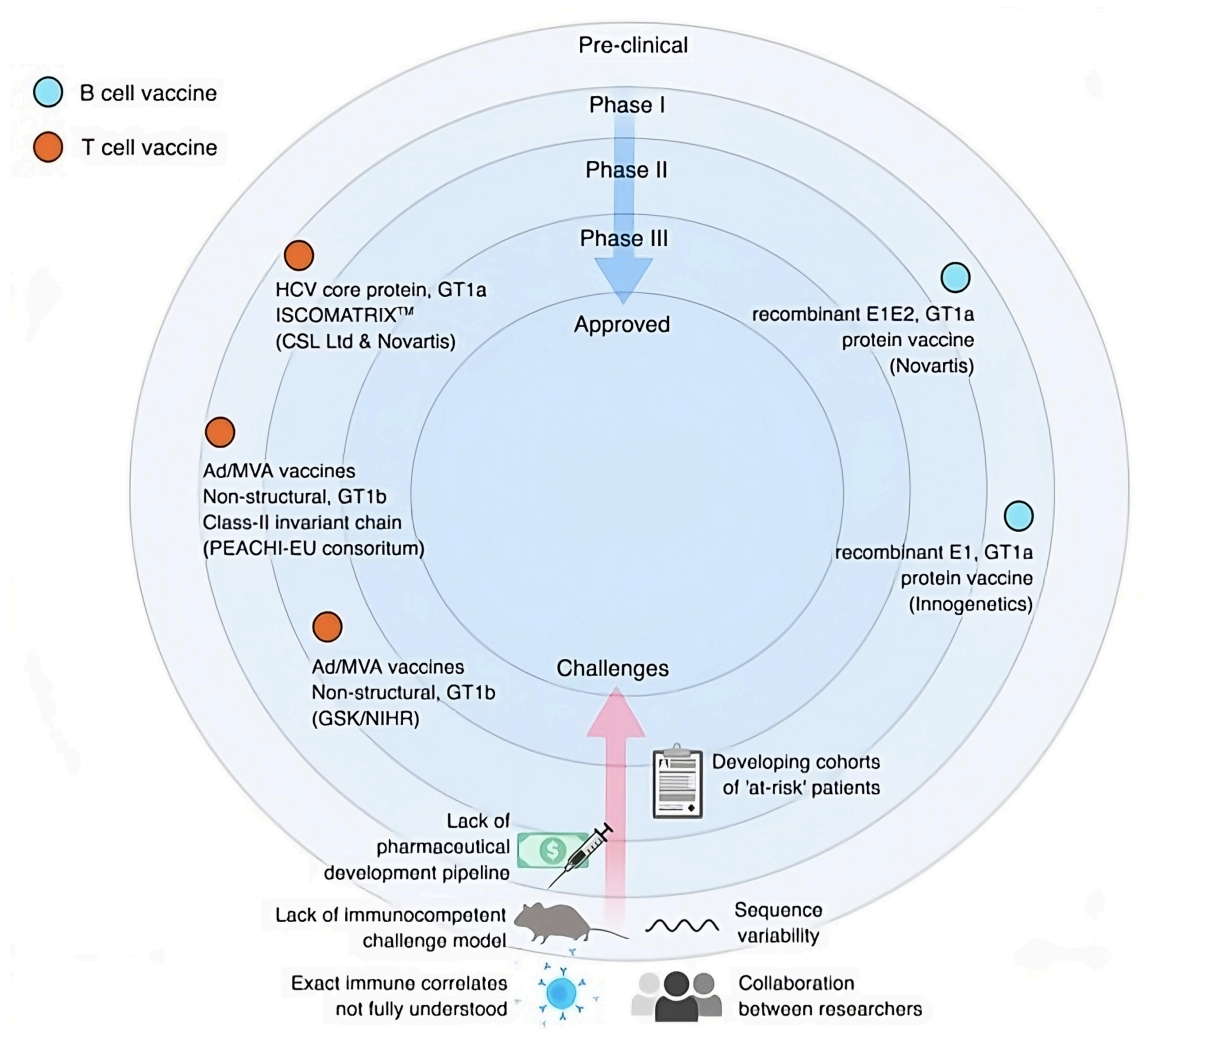 Pre-clinical
B cell vaccine
T cell vaccine
Phase I
Phase II
Phase III
Approved
HCV core protein, GT1a
ISCOMATRIX™
(CSL Ltd & Novartis)
recombinant E1E2, GT1a
protein vaccine
(Novartis)
Ad/MVA vaccines
Non-structural, GT1b
Class-II invariant chain
(PEACHI-EU consoritum)
recombinant E1, GT1a
protein vaccine
(Innogenetics)
Ad/MVA vaccines
Non-structural, GT1b
(GSK/NIHR)
Challenges
Developing cohorts
of 'at-risk' patients
Lack of
pharmaceutical
development pipeline
Lack of immunocompetent
challenge model
Sequence
variability
Exact immune correlates
not fully understood
Collaboration
between researchers